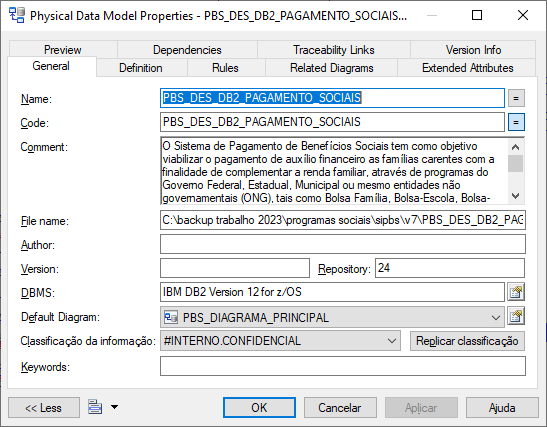 Physical Data Model Properties - PBS_DES_DB2_PAGAMENTO_SOCIAIS...
Preview Dependencies Traceability Links Version Info
General Definition Rules Related Diagrams Extended Attributes
Name: PBS_DES_DB2_PAGAMENTO_SOCIAIS =
Code: PBS_DES_DB2_PAGAMENTO_SOCIAIS =
Comment: O Sistema de Pagamento de Benefícios Sociais tem como objetivo
viabilizar o pagamento de auxílio financeiro as famílias carentes com a
finalidade de complementar a renda familiar, através de programas do
Governo Federal, Estadual, Municipal ou mesmo entidades não
governamentais (ONG), tais como Bolsa Família, Bolsa-Escola, Bolsa-
File name: C:\backup trabalho 2023\programas sociais\sipbs\v7\PBS_DES_DB2_PAG
Author:
Version: Repository: 24
DBMS: IBM DB2 Version 12 for z/OS
Default Diagram: PBS_DIAGRAMA_PRINCIPAL
Classificação da informação: #INTERNO.CONFIDENCIAL Replicar classificação
Keywords:
<< Less OK Cancelar Aplicar Ajuda